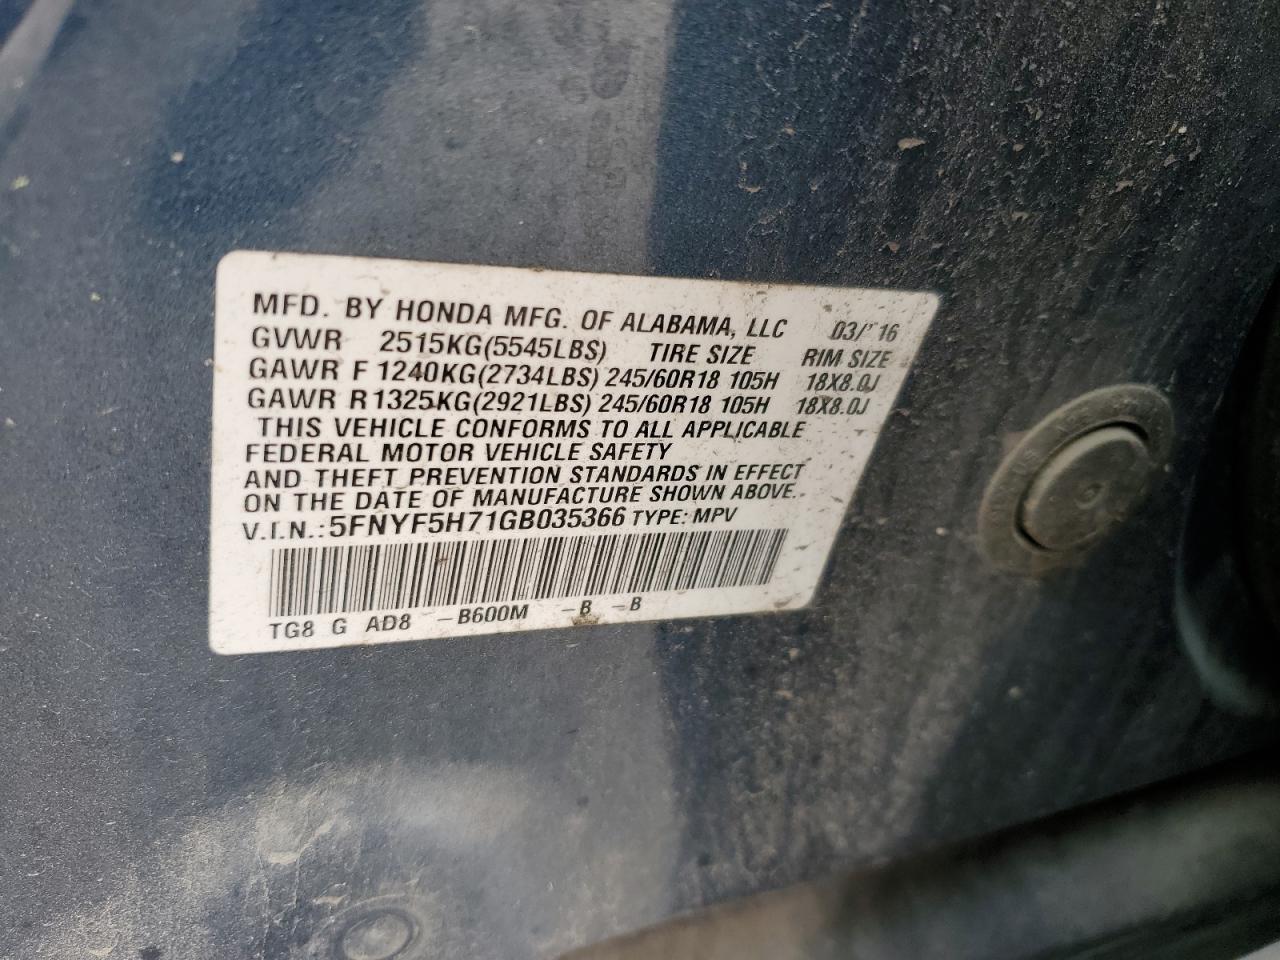 MFD. BY HONDA MFG. OF ALABAMA, LLC 03/'16
GVWR 2515KG(5545LBS) TIRE SIZE RIM SIZE
GAWR F 1240KG(2734LBS) 245/60R18 105H 18X8.0J
GAWR R 1325KG(2921LBS) 245/60R18 105H 18X8.0J
THIS VEHICLE CONFORMS TO ALL APPLICABLE
FEDERAL MOTOR VEHICLE SAFETY
AND THEFT PREVENTION STANDARDS IN EFFECT
ON THE DATE OF MANUFACTURE SHOWN ABOVE.
V.I.N.: 5FNYF5H71GB035366 TYPE: MPV
TG8 G AD8 -B600M -B -B